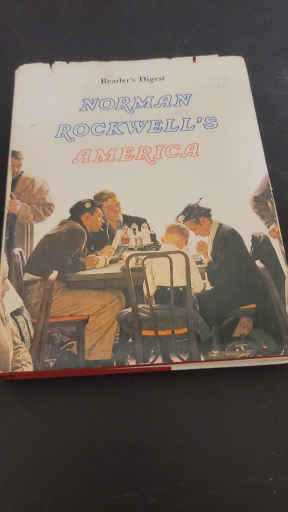 Reader's Digest
NORMAN
ROCKWELL'S
AMERICA